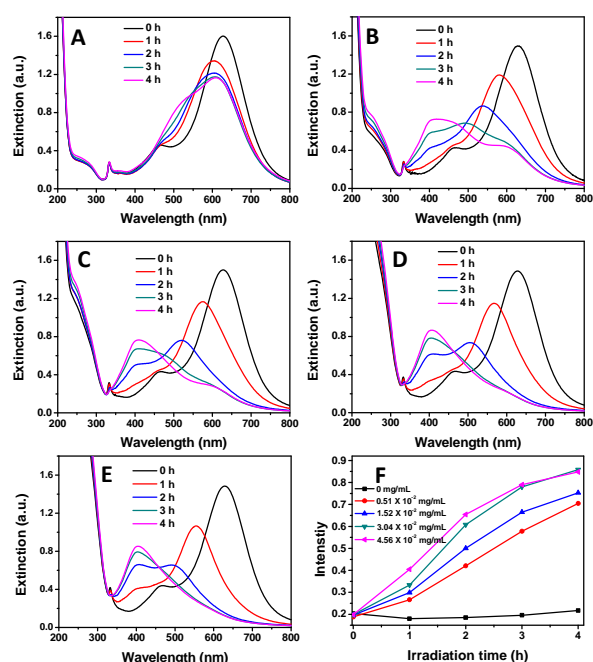 A
0 h
1 h
2 h
3 h
4 h
Extinction (a.u.)
1.6
1.2
0.8
0.4
0.0
200 300 400 500 600 700 800
Wavelength (nm)
B
0 h
1 h
2 h
3 h
4 h
Extinction (a.u.)
1.6
1.2
0.8
0.4
0.0
200 300 400 500 600 700 800
Wavelength (nm)
C
0 h
1 h
2 h
3 h
4 h
Extinction (a.u.)
1.6
1.2
0.8
0.4
0.0
200 300 400 500 600 700 800
Wavelength (nm)
D
0 h
1 h
2 h
3 h
4 h
Extinction (a.u.)
1.6
1.2
0.8
0.4
0.0
200 300 400 500 600 700 800
Wavelength (nm)
E
0 h
1 h
2 h
3 h
4 h
Extinction (a.u.)
1.6
1.2
0.8
0.4
0.0
200 300 400 500 600 700 800
Wavelength (nm)
F
0 mg/mL
0.51 X 10⁻² mg/mL
1.52 X 10⁻² mg/mL
3.04 X 10⁻² mg/mL
4.56 X 10⁻² mg/mL
Intenstiy
0.9
0.8
0.7
0.6
0.5
0.4
0.3
0.2
0 1 2 3 4
Irradiation time (h)